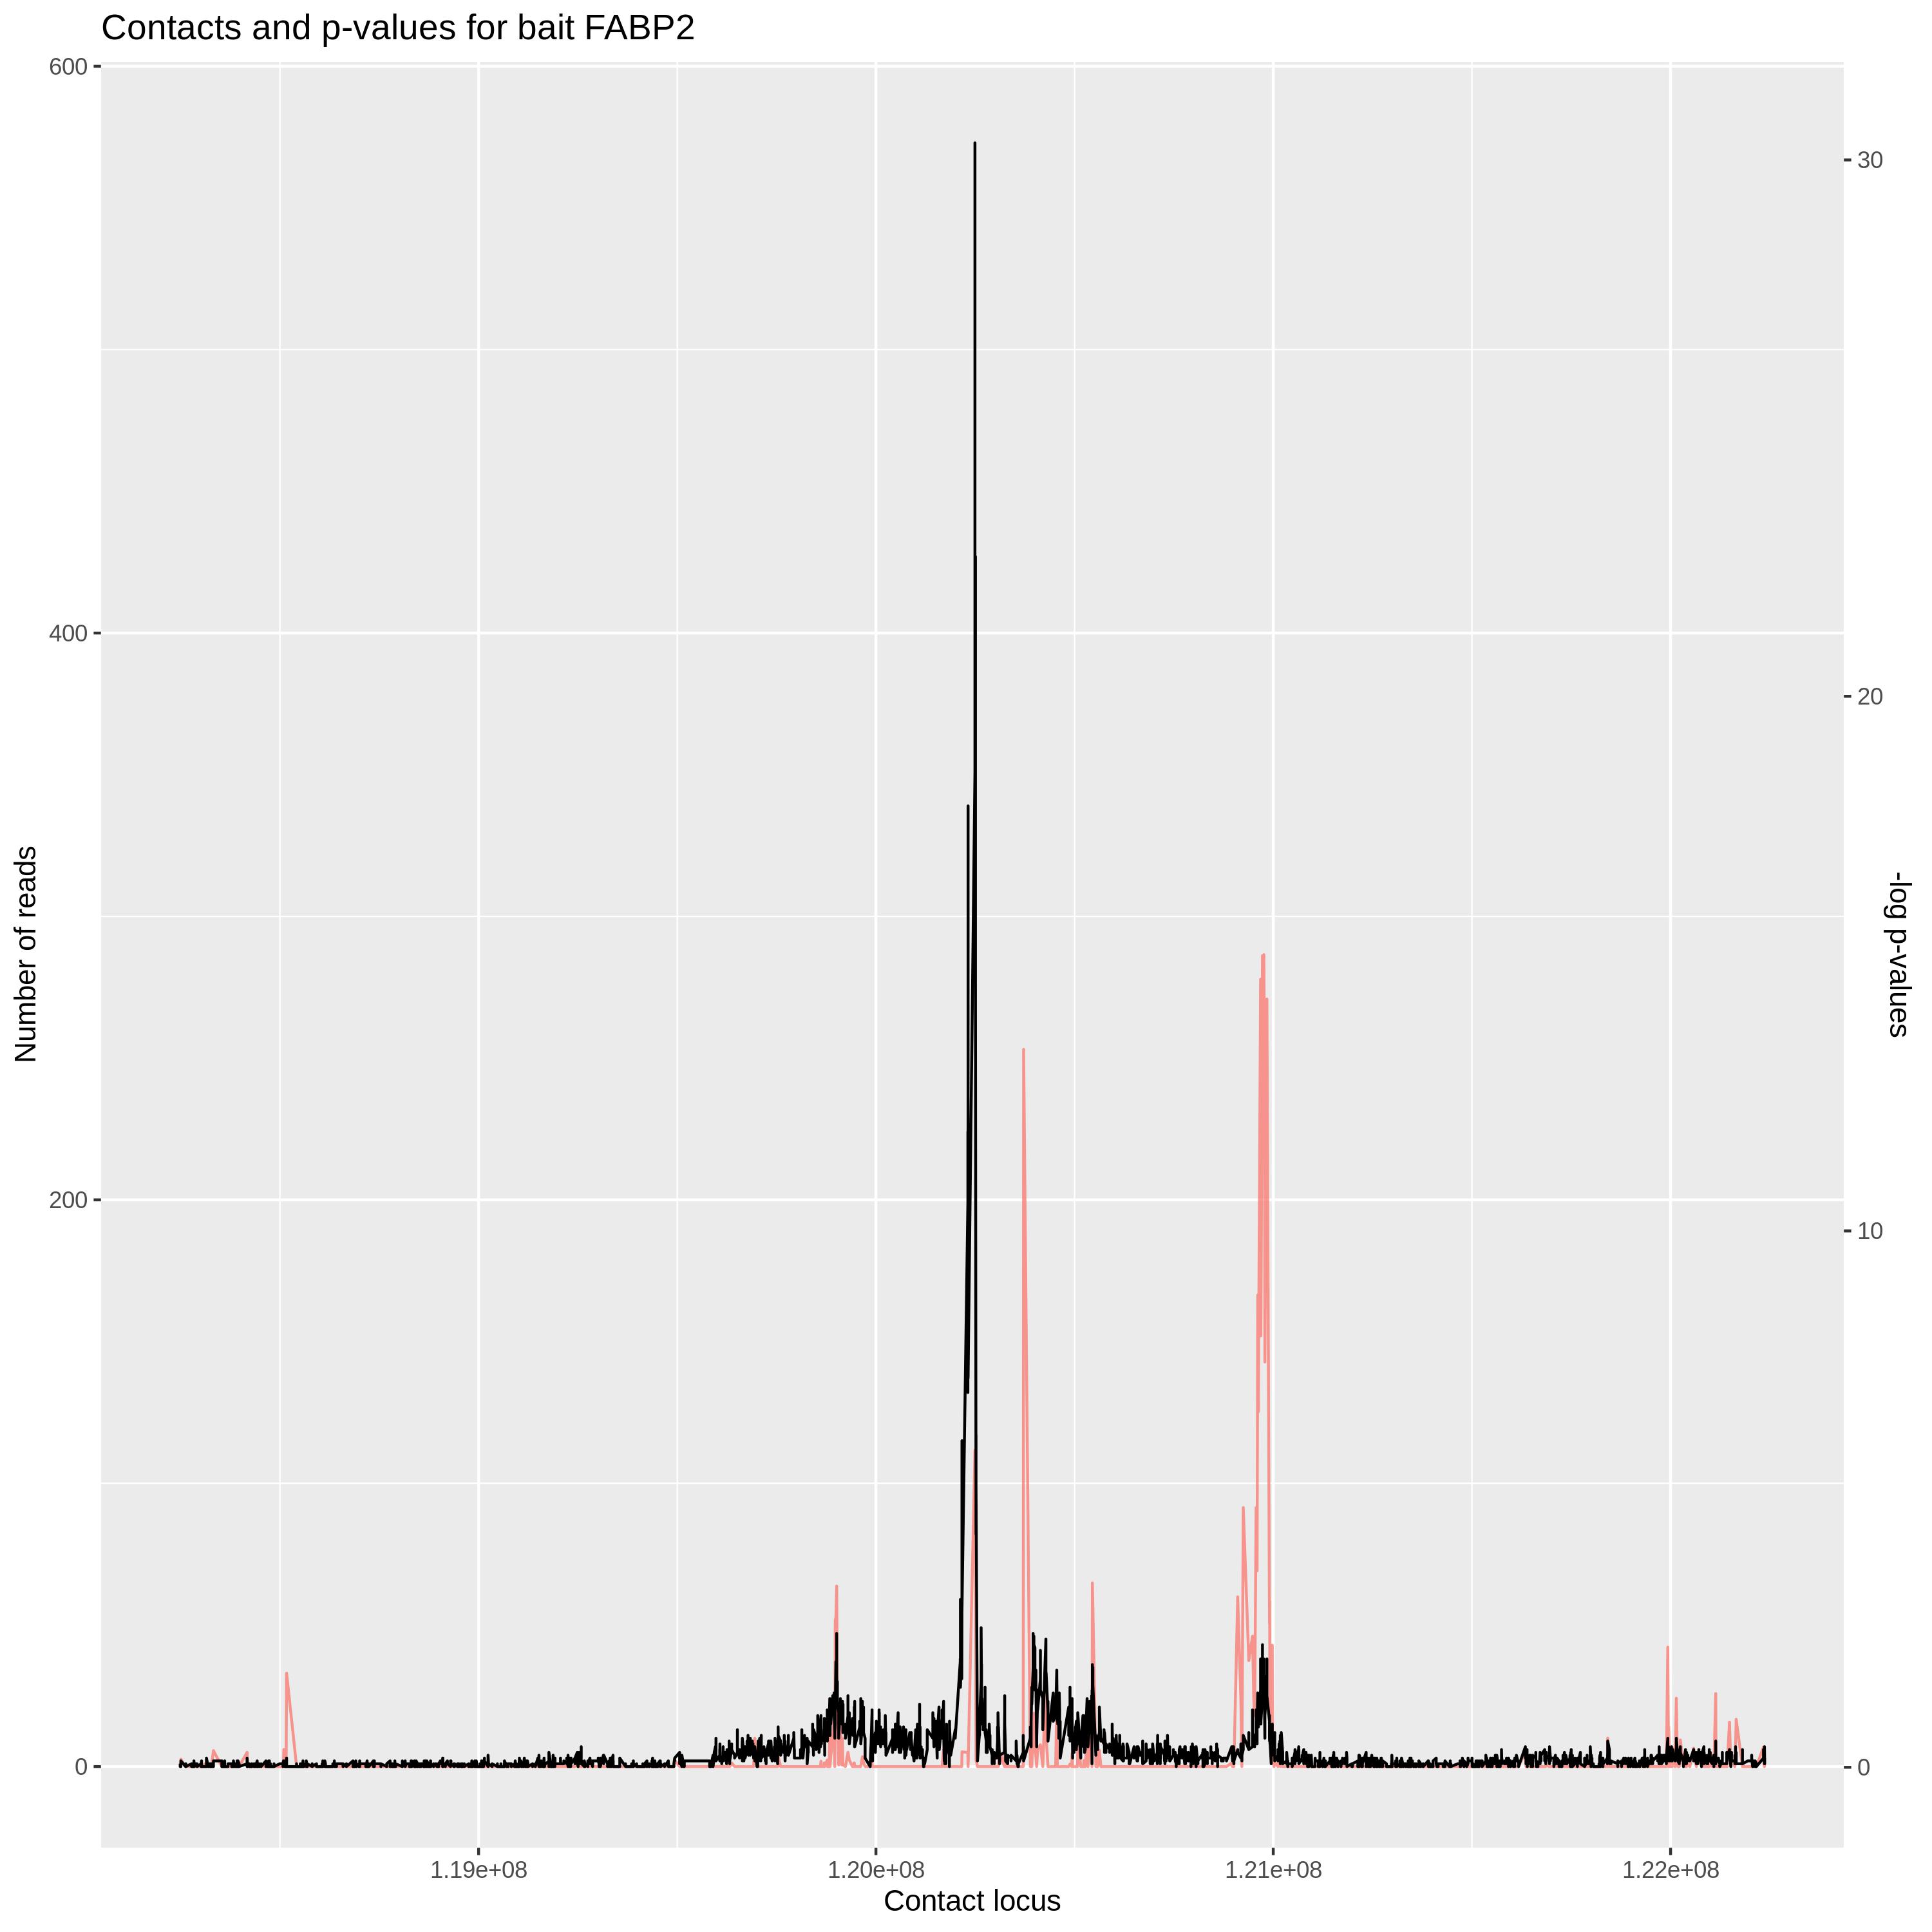 Contacts and p-values for bait FABP2
600
400
200
0
Number of reads
30
20
10
0
-log p-values
1.19e+08 1.20e+08 1.21e+08 1.22e+08
Contact locus